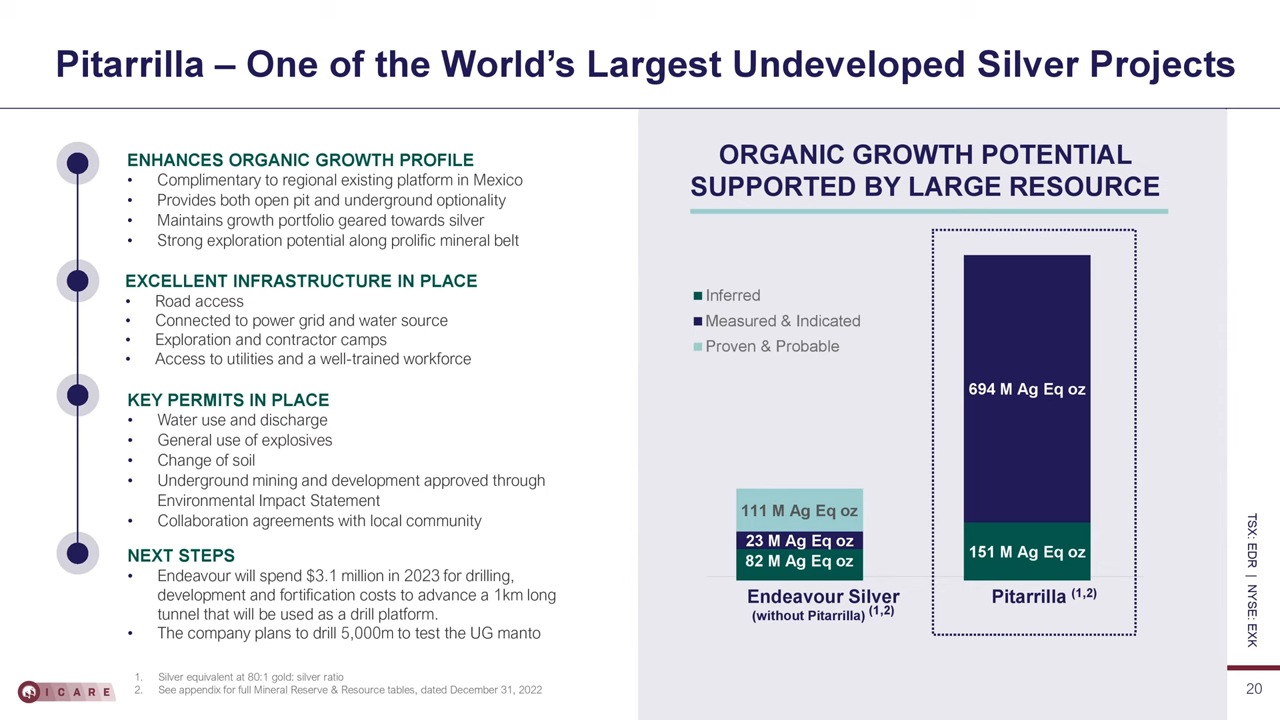 Pitarrilla – One of the World’s Largest Undeveloped Silver Projects
ENHANCES ORGANIC GROWTH PROFILE
• Complimentary to regional existing platform in Mexico
• Provides both open pit and underground optionality
• Maintains growth portfolio geared towards silver
• Strong exploration potential along prolific mineral belt
EXCELLENT INFRASTRUCTURE IN PLACE
• Road access
• Connected to power grid and water source
• Exploration and contractor camps
• Access to utilities and a well-trained workforce
KEY PERMITS IN PLACE
• Water use and discharge
• General use of explosives
• Change of soil
• Underground mining and development approved through
Environmental Impact Statement
• Collaboration agreements with local community
NEXT STEPS
• Endeavour will spend $3.1 million in 2023 for drilling,
development and fortification costs to advance a 1km long
tunnel that will be used as a drill platform.
• The company plans to drill 5,000m to test the UG manto
ORGANIC GROWTH POTENTIAL
SUPPORTED BY LARGE RESOURCE
Inferred
Measured & Indicated
Proven & Probable
111 M Ag Eq oz
23 M Ag Eq oz
82 M Ag Eq oz
694 M Ag Eq oz
151 M Ag Eq oz
Endeavour Silver
(without Pitarrilla) (1,2)
Pitarrilla (1,2)
TSX: EDR | NYSE: EXK
1. Silver equivalent at 80:1 gold: silver ratio
2. See appendix for full Mineral Reserve & Resource tables, dated December 31, 2022
I CARE
20